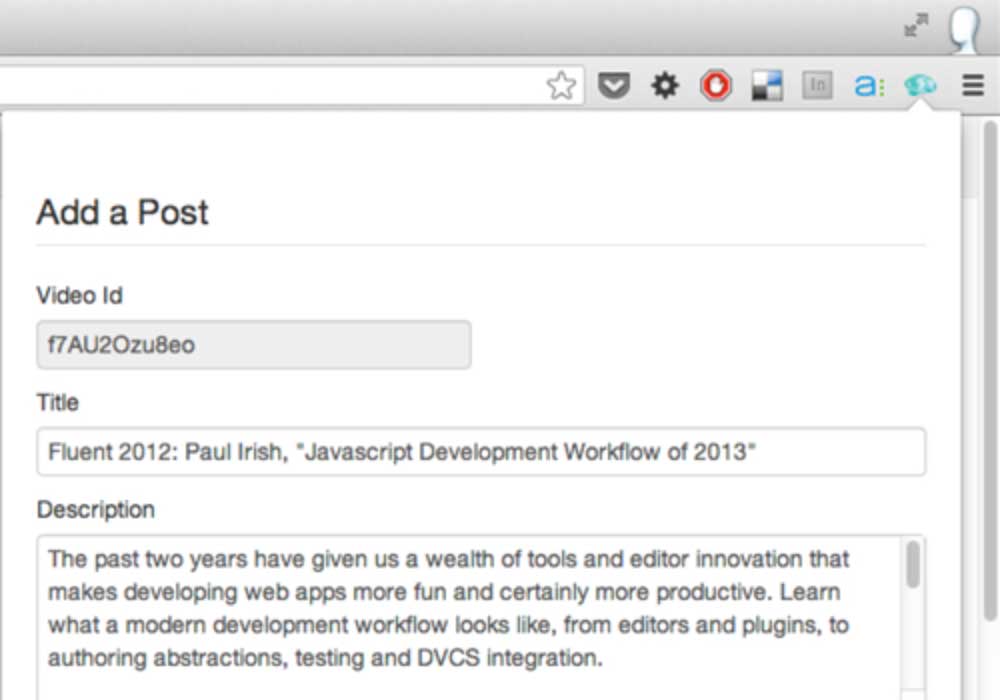 In
a:
Add a Post
Video Id
f7AU2Ozu8eo
Title
Fluent 2012: Paul Irish, "Javascript Development Workflow of 2013"
Description
The past two years have given us a wealth of tools and editor innovation that
makes developing web apps more fun and certainly more productive. Learn
what a modern development workflow looks like, from editors and plugins, to
authoring abstractions, testing and DVCS integration.